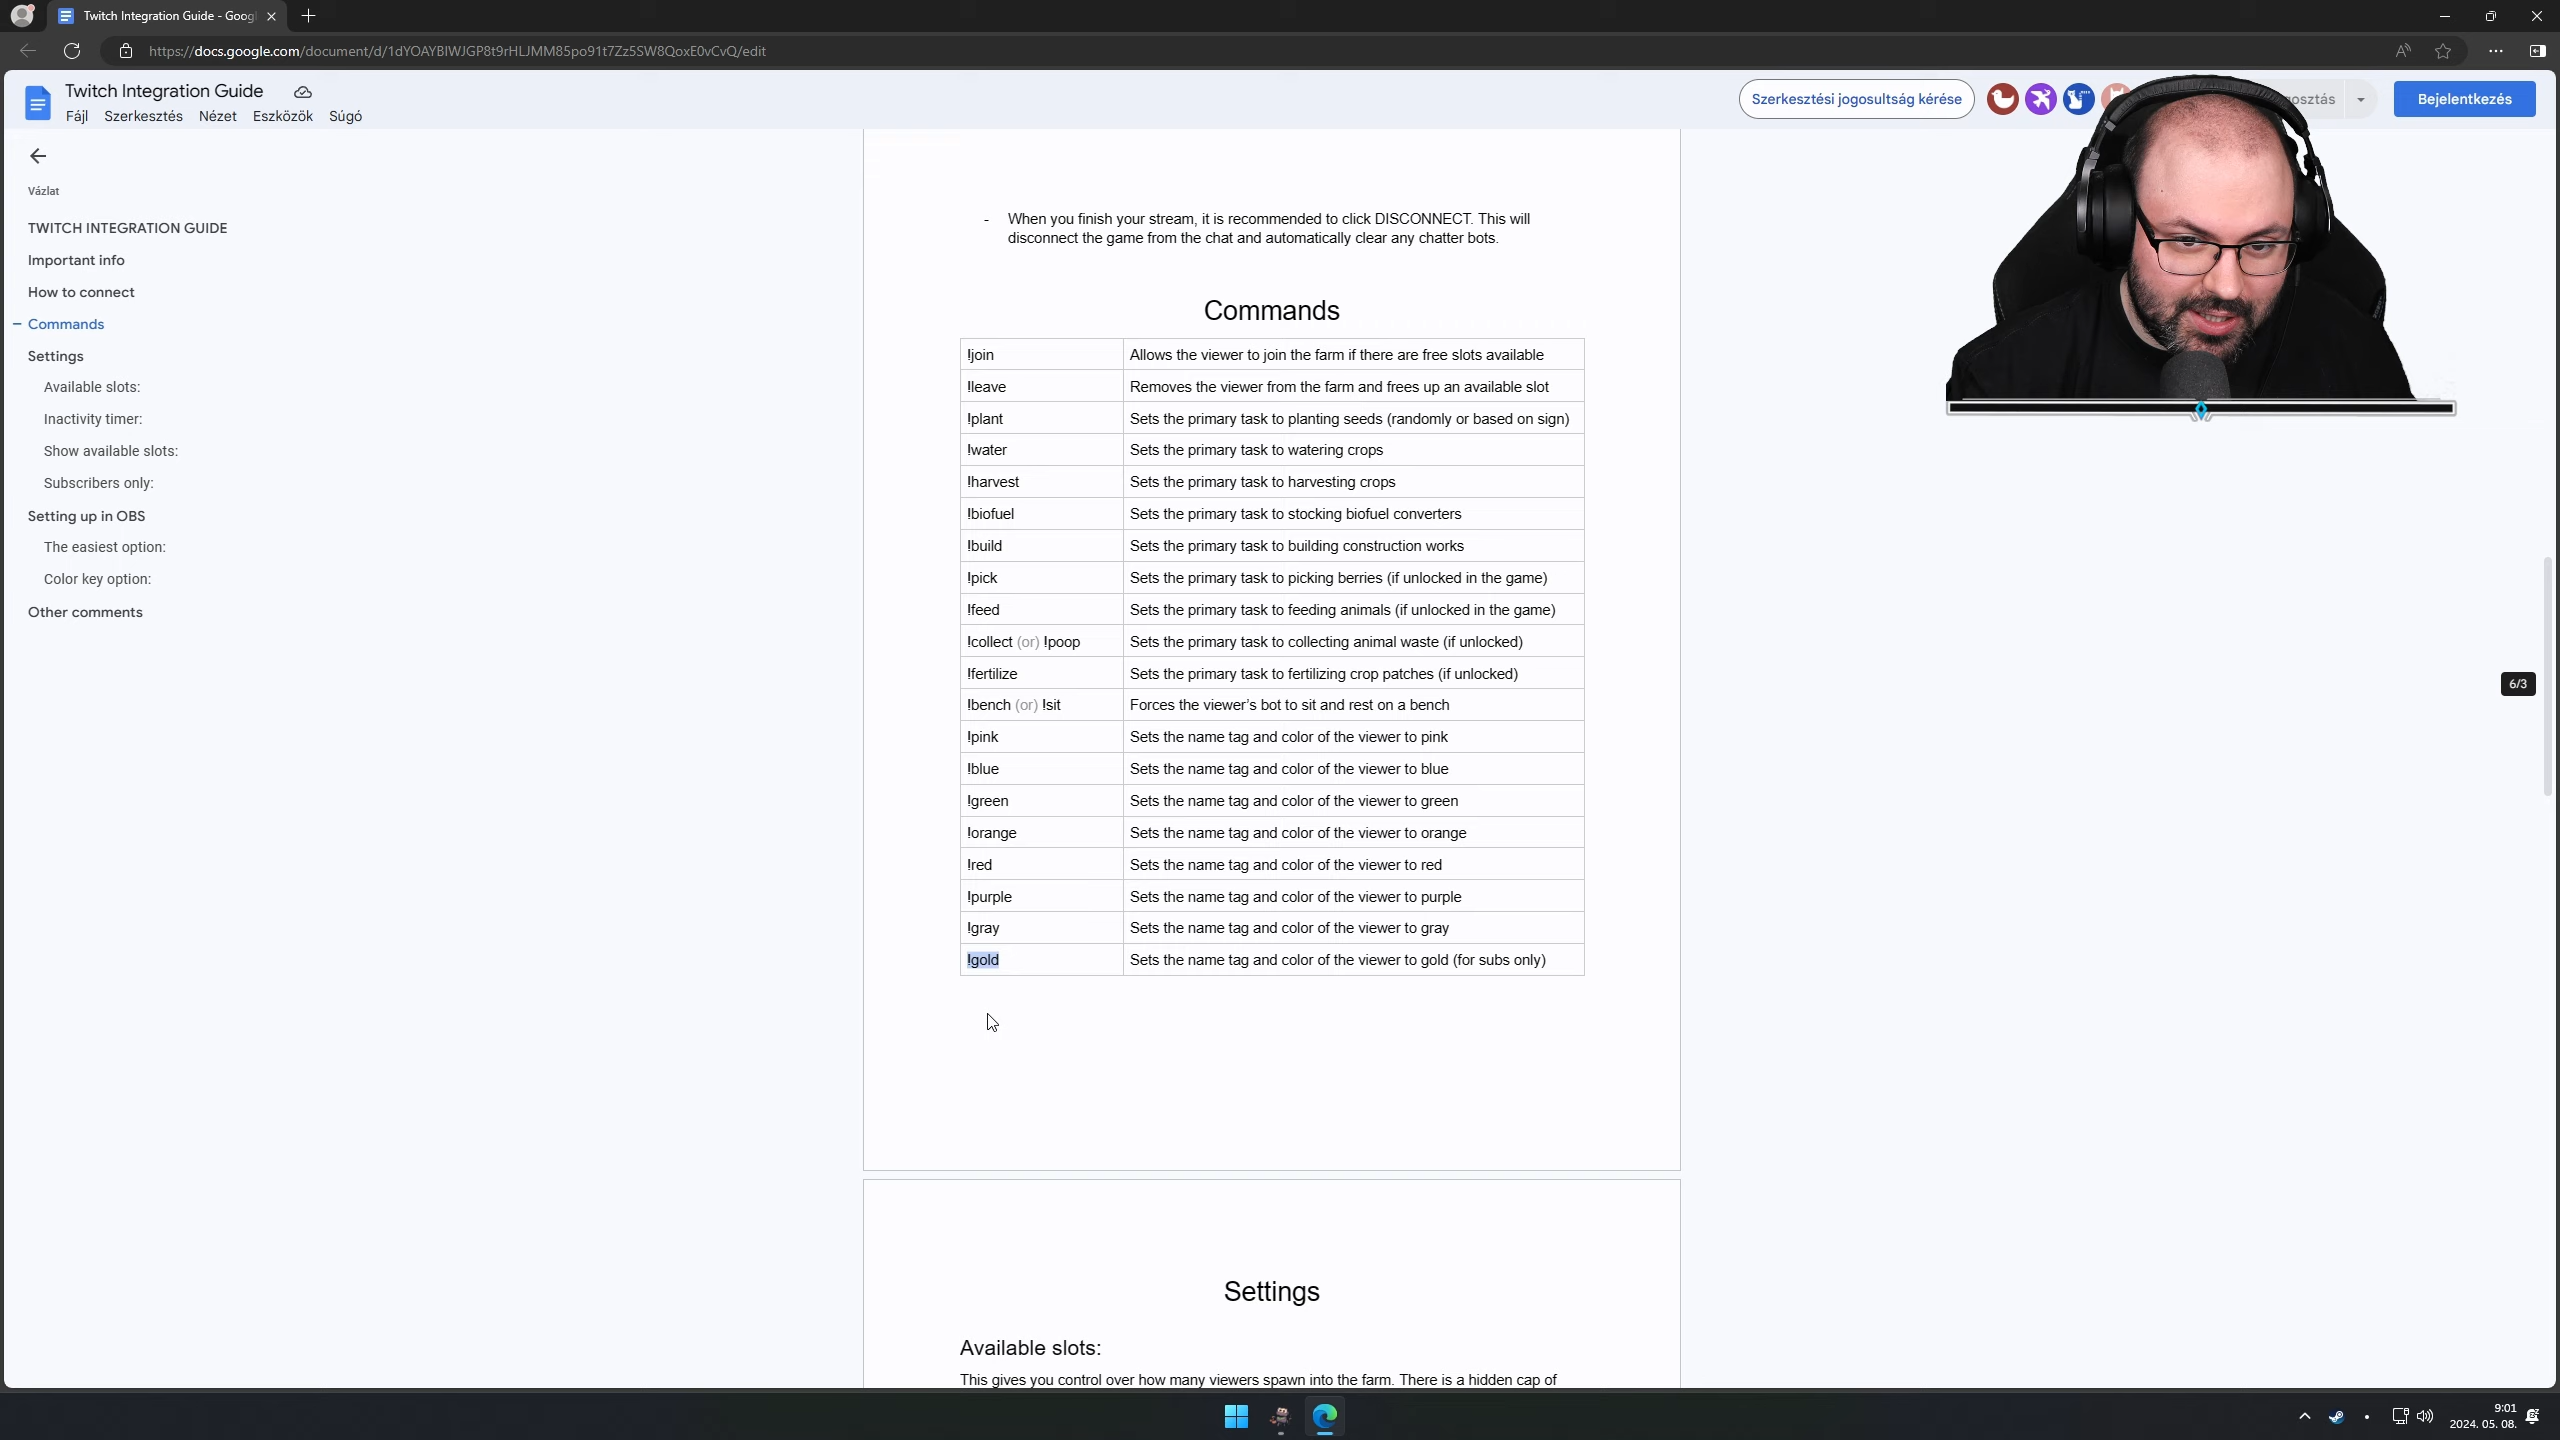 Twitch Integration Guide - Goog
https://docs.google.com/document/d/1dYOAYBIWJGP8t9rHLJMM85po91t7Zz5SW8QoxE0vCvQ/edit
Twitch Integration Guide
Fájl Szerkesztés Nézet Eszközök Súgó
Szerkesztési jogosultság kérése
Bejelentkezés
Vázlat
TWITCH INTEGRATION GUIDE
Important info
How to connect
Commands
Settings
Available slots:
Inactivity timer:
Show available slots:
Subscribers only:
Setting up in OBS
The easiest option:
Color key option:
Other comments
- When you finish your stream, it is recommended to click DISCONNECT. This will
disconnect the game from the chat and automatically clear any chatter bots.
Commands
!join Allows the viewer to join the farm if there are free slots available
!leave Removes the viewer from the farm and frees up an available slot
!plant Sets the primary task to planting seeds (randomly or based on sign)
!water Sets the primary task to watering crops
!harvest Sets the primary task to harvesting crops
!biofuel Sets the primary task to stocking biofuel converters
!build Sets the primary task to building construction works
!pick Sets the primary task to picking berries (if unlocked in the game)
!feed Sets the primary task to feeding animals (if unlocked in the game)
!collect (or) !poop Sets the primary task to collecting animal waste (if unlocked)
!fertilize Sets the primary task to fertilizing crop patches (if unlocked)
!bench (or) !sit Forces the viewer's bot to sit and rest on a bench
!pink Sets the name tag and color of the viewer to pink
!blue Sets the name tag and color of the viewer to blue
!green Sets the name tag and color of the viewer to green
!orange Sets the name tag and color of the viewer to orange
!red Sets the name tag and color of the viewer to red
!purple Sets the name tag and color of the viewer to purple
!gray Sets the name tag and color of the viewer to gray
!gold Sets the name tag and color of the viewer to gold (for subs only)
6/3
Settings
Available slots:
This gives you control over how many viewers spawn into the farm. There is a hidden cap of
9:01
2024. 05. 08.